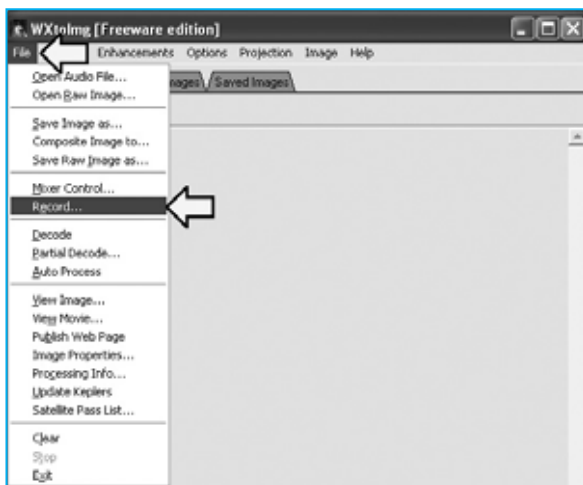 WXtoImg [Freeware edition]
File Enhancements Options Projection Image Help
Open Audio File...
Open Raw Image...
Saved Images
Save Image as...
Composite Image to...
Save Raw Image as...
Mixer Control...
Record...
Decode
Partial Decode...
Auto Process
View Image...
View Movie...
Publish Web Page
Image Properties...
Processing Info...
Update Keplers
Satellite Pass List...
Clear
Stop
Exit